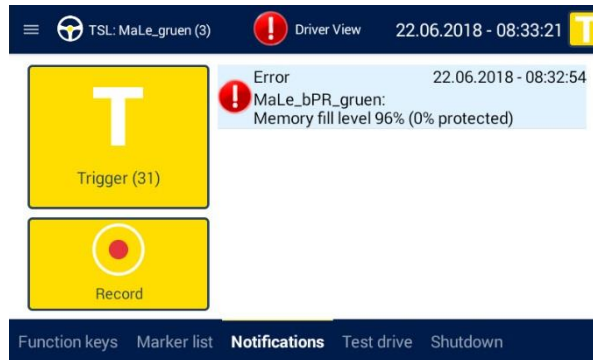 TSL: MaLe_gruen (3)
Driver View
22.06.2018 - 08:33:21
T
T
Trigger (31)
Error
22.06.2018 - 08:32:54
MaLe_bPR_gruen:
Memory fill level 96% (0% protected)
Record
Function keys
Marker list
Notifications
Test drive
Shutdown